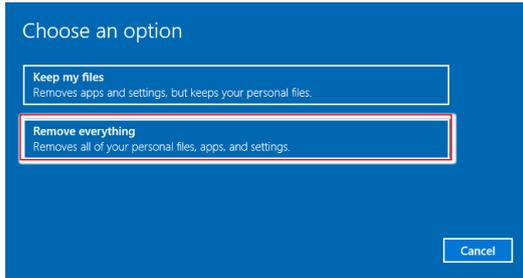 Choose an option
Keep my files
Removes apps and settings, but keeps your personal files.
Remove everything
Removes all of your personal files, apps, and settings.
Cancel